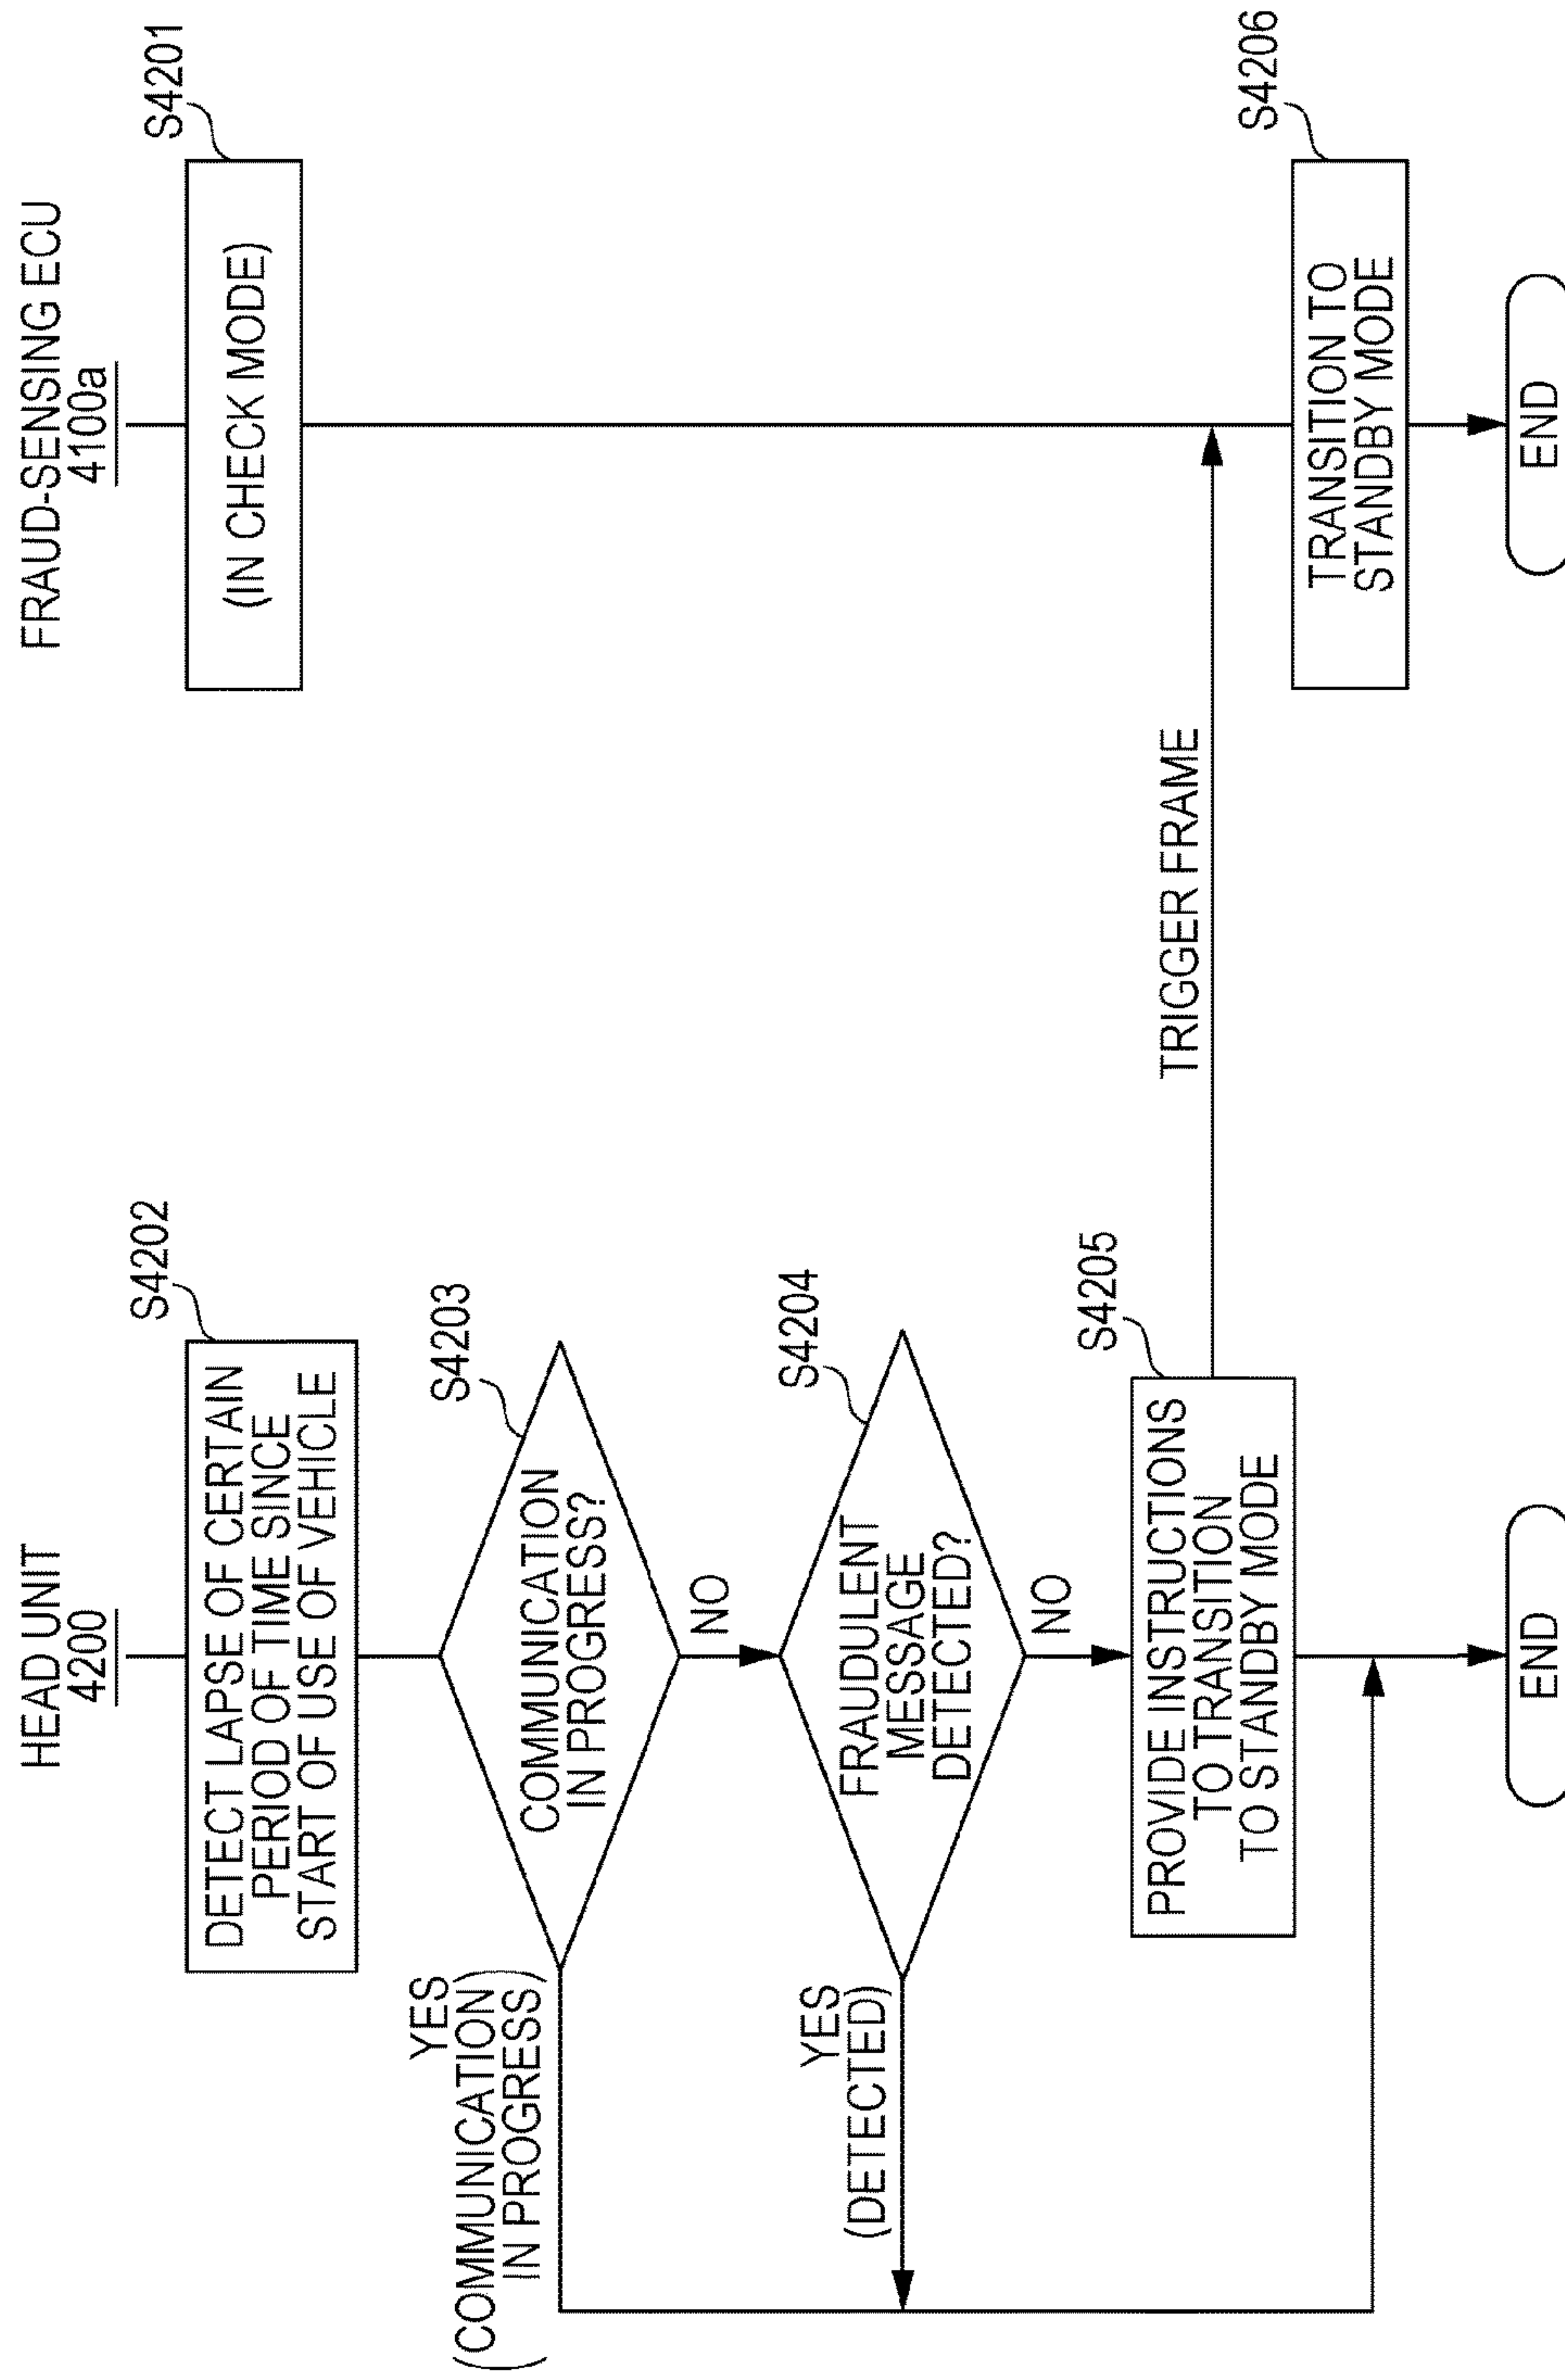 HEAD UNIT
4200
FRAUD-SENSING ECU
4100a
S4201
(IN CHECK MODE)
S4202
DETECT LAPSE OF CERTAIN
PERIOD OF TIME SINCE
START OF USE OF VEHICLE
S4203
COMMUNICATION
IN PROGRESS?
YES
(COMMUNICATION
IN PROGRESS)
NO
S4204
FRAUDULENT
MESSAGE
DETECTED?
YES
(DETECTED)
NO
S4205
PROVIDE INSTRUCTIONS
TO TRANSITION
TO STANDBY MODE
TRIGGER FRAME
S4206
TRANSITION TO
STANDBY MODE
END
END